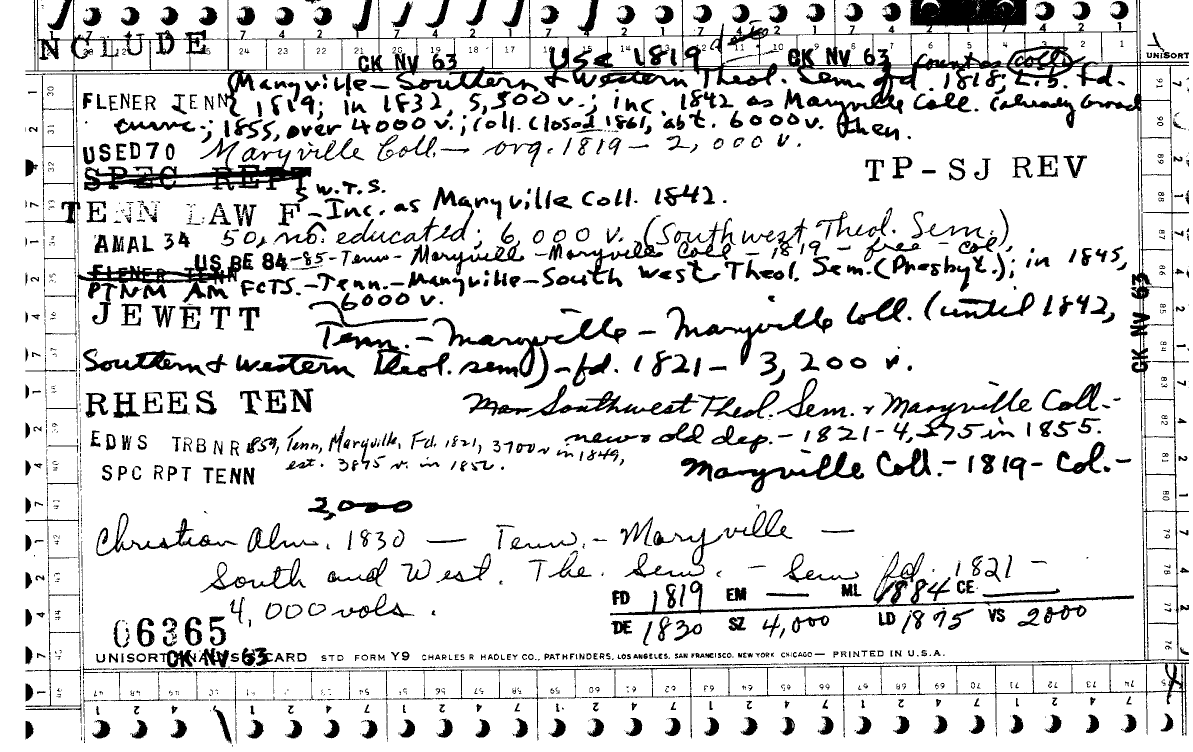 INCLUDE
CK NV 63 Use 1819 date CK NV 63 Count as coll
UNISORT
Maryville - Southern & Western Theol. Sem. fd. 1818; Lib. Fd.
FLENER TENN 1819; in 1832, 5,500 v.; inc. 1842 as Maryville Coll. (already broad
curric.; 1855, over 4000 v.; coll. closed 1861, abt. 6000 v. then.
USED70 Maryville Coll. - org. 1819 - 2,000 v.
SPEC REPT TP-SJ REV
S.W.T.S.
TENN LAW F - Inc. as Maryville Coll. 1842.
AMAL 34 50, no. educated; 6,000 v. (Southwest Theol. Sem.)
US BE 84-85 - Tenn - Maryville - Maryville Coll - 1819 - free - col.
FLENER TENN
PTNM AM FCTS. - Tenn. - Maryville - South West Theol. Sem. (Presbyt.); in 1845,
6000 v.
CK NV 63
JEWETT Tenn. - Maryville - Maryville Coll. (until 1842,
Southern & Western Theol. sem) - fd. 1821 - 3,200 v.
RHEES TEN Southwest Theol. Sem. & Maryville Coll. -
new & old dep. - 1821 - 4,375 in 1855.
EDWS TRBNR 1859, Tenn, Maryville, Fd. 1821, 3700 v in 1849,
est. 3875 v. in 1850.
SPC RPT TENN Maryville Coll. - 1819 - Col. -
2,000
Christian Alm. 1830 — Tenn. - Maryville —
South and West. The. Sem. - Sem fd. 1821 -
4,000 vols.
FD 1819 EM — ML 1884 CE —
DE 1830 SZ 4,000 LD 1875 VS 2000
06365
CK NV 63
UNISORT ANALYSIS CARD STD FORM Y9 CHARLES R HADLEY CO., PATHFINDERS, LOS ANGELES, SAN FRANCISCO, NEW YORK CHICAGO — PRINTED IN U.S.A.